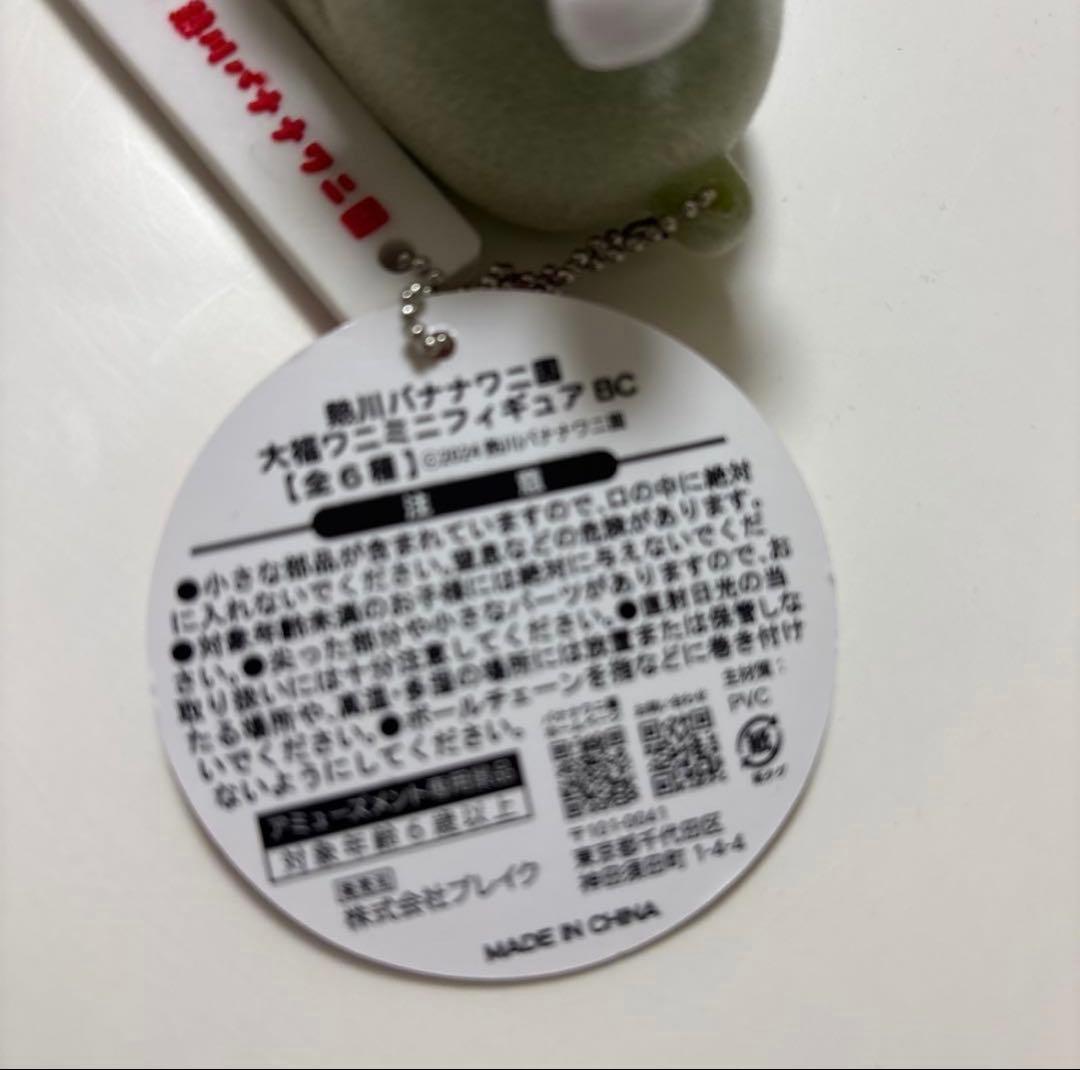 熱川バナナワニ園
熱川バナナワニ園
大福ワニミニフィギュア BC
【全6種】©2024 熱川バナナワニ園
注意
●小さな部品が含まれていますので、口の中に絶対
に入れないでください。窒息などの危険があります。
●対象年齢未満のお子様には絶対に与えないでくだ
さい。●尖った部分や小さなパーツがありますので、お
取り扱いには十分注意してください。●直射日光の当
たる場所や、高温・多湿の場所には放置または保管しな
いでください。●ボールチェーンを指などに巻き付け
ないようにしてください。
主材質：
PVC
紙
アミューズメント専用景品
対象年齢6歳以上
発売元
株式会社ブレイク
〒101-0041
東京都千代田区
神田須田町 1-4-4
MADE IN CHINA